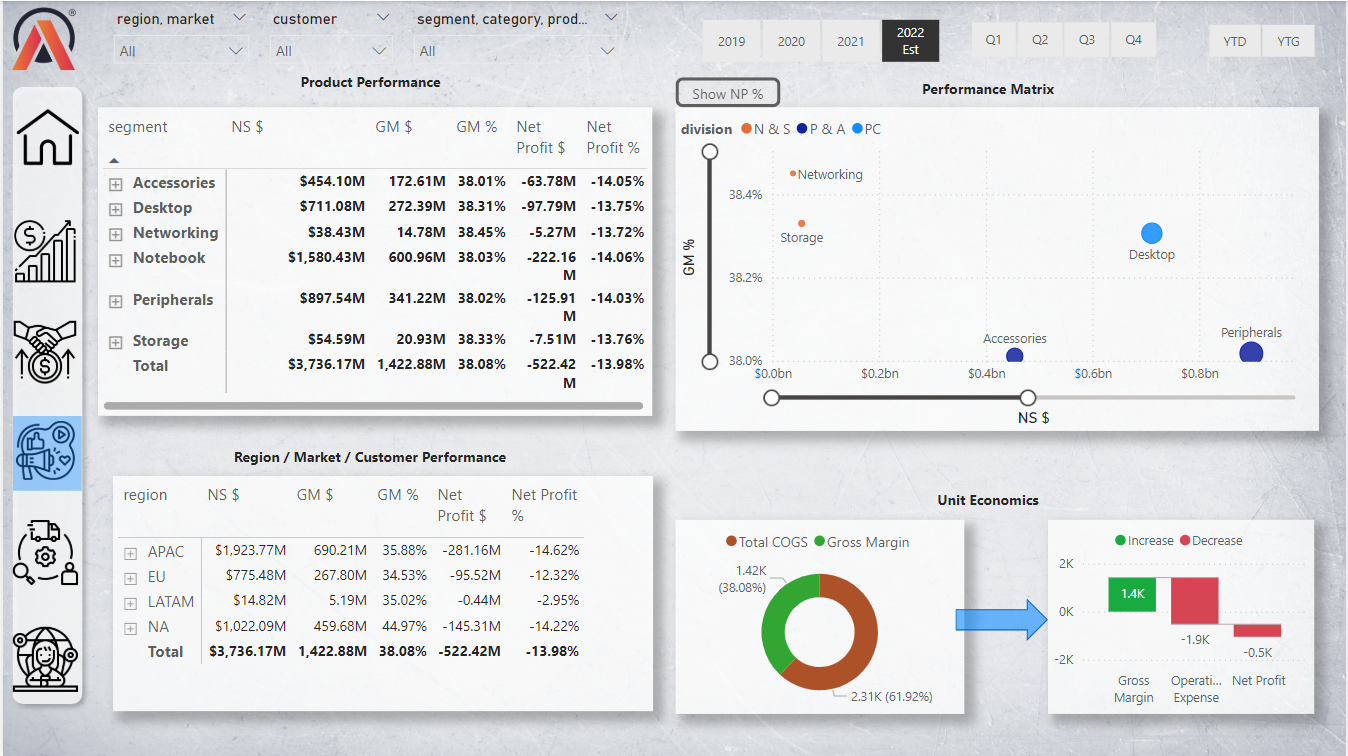 region, market
customer
segment, category, prod...
All
All
All
2019
2020
2021
2022
Est
Q1
Q2
Q3
Q4
YTD
YTG
Product Performance
segment NS $ GM $ GM % Net Profit $ Net Profit %
Accessories $454.10M 172.61M 38.01% -63.78M -14.05%
Desktop $711.08M 272.39M 38.31% -97.79M -13.75%
Networking $38.43M 14.78M 38.45% -5.27M -13.72%
Notebook $1,580.43M 600.96M 38.03% -222.16M -14.06%
Peripherals $897.54M 341.22M 38.02% -125.91M -14.03%
Storage $54.59M 20.93M 38.33% -7.51M -13.76%
Total $3,736.17M 1,422.88M 38.08% -522.42M -13.98%
Show NP %
Performance Matrix
division N & S P & A PC
GM %
38.4%
38.2%
38.0%
Networking
Storage
Desktop
Accessories
Peripherals
$0.0bn $0.2bn $0.4bn $0.6bn $0.8bn
NS $
Region / Market / Customer Performance
region NS $ GM $ GM % Net Profit $ Net Profit %
APAC $1,923.77M 690.21M 35.88% -281.16M -14.62%
EU $775.48M 267.80M 34.53% -95.52M -12.32%
LATAM $14.82M 5.19M 35.02% -0.44M -2.95%
NA $1,022.09M 459.68M 44.97% -145.31M -14.22%
Total $3,736.17M 1,422.88M 38.08% -522.42M -13.98%
Unit Economics
Total COGS Gross Margin
1.42K
(38.08%)
2.31K (61.92%)
Increase Decrease
2K
0K
-2K
1.4K
-1.9K
-0.5K
Gross Margin
Operati... Expense
Net Profit